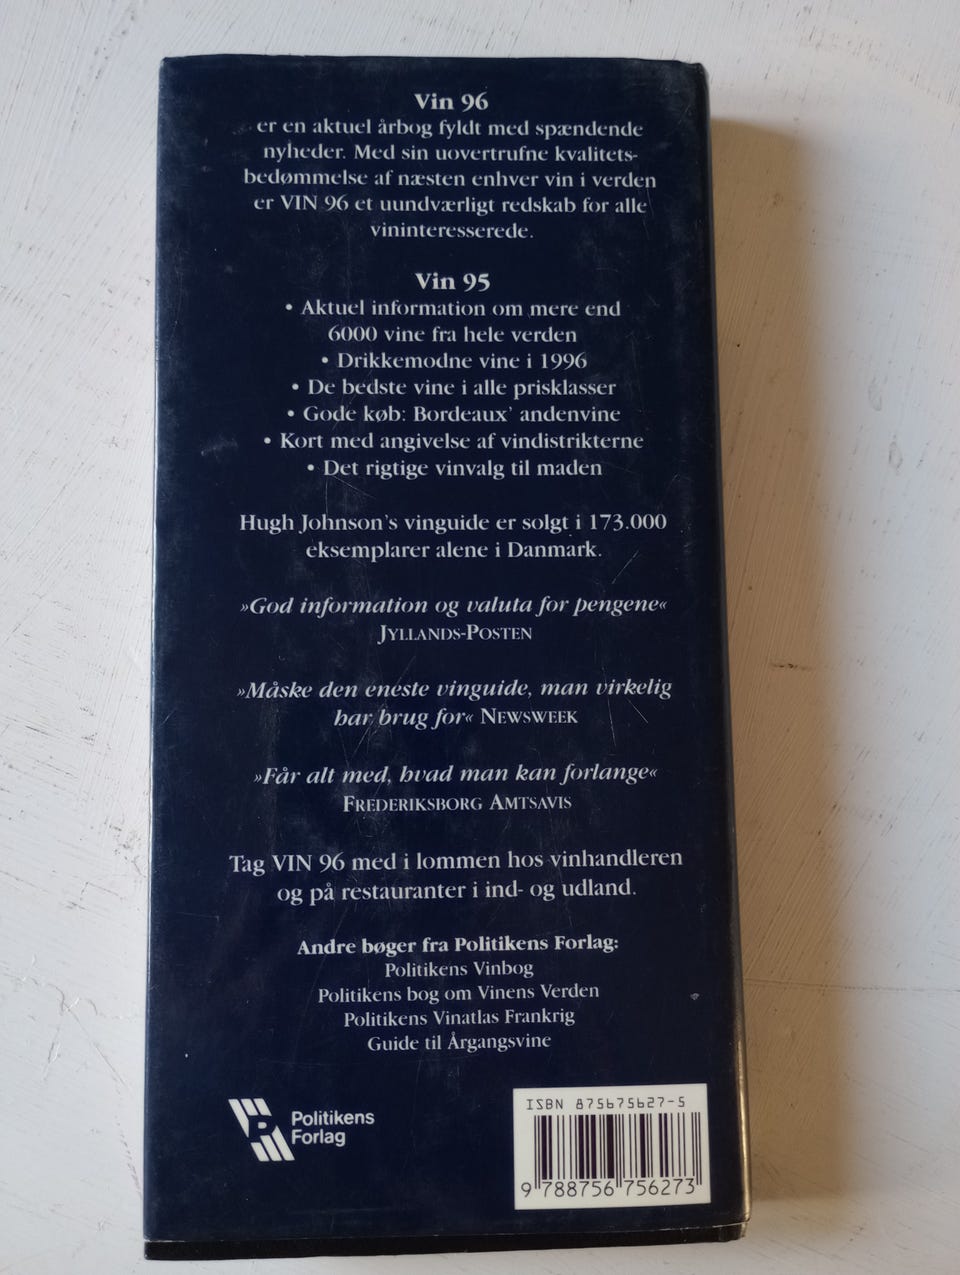 Vin 96
er en aktuel årbog fyldt med spændende
nyheder. Med sin uovertrufne kvalitets-
bedømmelse af næsten enhver vin i verden
er VIN 96 et uundværligt redskab for alle
vininteresserede.
Vin 95
• Aktuel information om mere end
6000 vine fra hele verden
• Drikkemodne vine i 1996
• De bedste vine i alle prisklasser
• Gode køb: Bordeaux' andenvine
• Kort med angivelse af vindistrikterne
• Det rigtige vinvalg til maden
Hugh Johnson's vinguide er solgt i 173.000
eksemplarer alene i Danmark.
»God information og valuta for pengene«
JYLLANDS-POSTEN
»Måske den eneste vinguide, man virkelig
har brug for« NEWSWEEK
»Får alt med, hvad man kan forlange«
FREDERIKSBORG AMTSAVIS
Tag VIN 96 med i lommen hos vinhandleren
og på restauranter i ind- og udland.
Andre bøger fra Politikens Forlag:
Politikens Vinbog
Politikens bog om Vinens Verden
Politikens Vinatlas Frankrig
Guide til Årgangsvine
P
Politikens
Forlag
ISBN 875675627-5
9 788756 756273